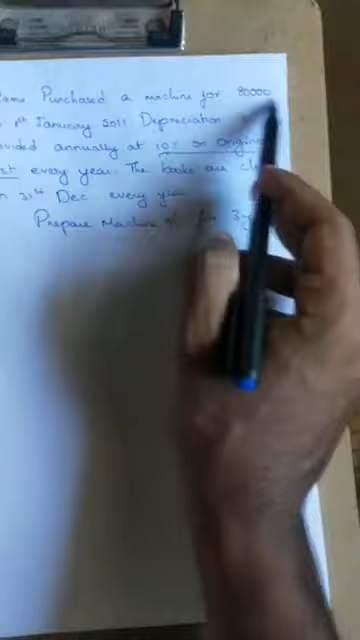 Purchased a machine for 80000
1st January 2011 Depreciation
annually at 10% on
every year. The books are
31st Dec every year
Prepare Machine